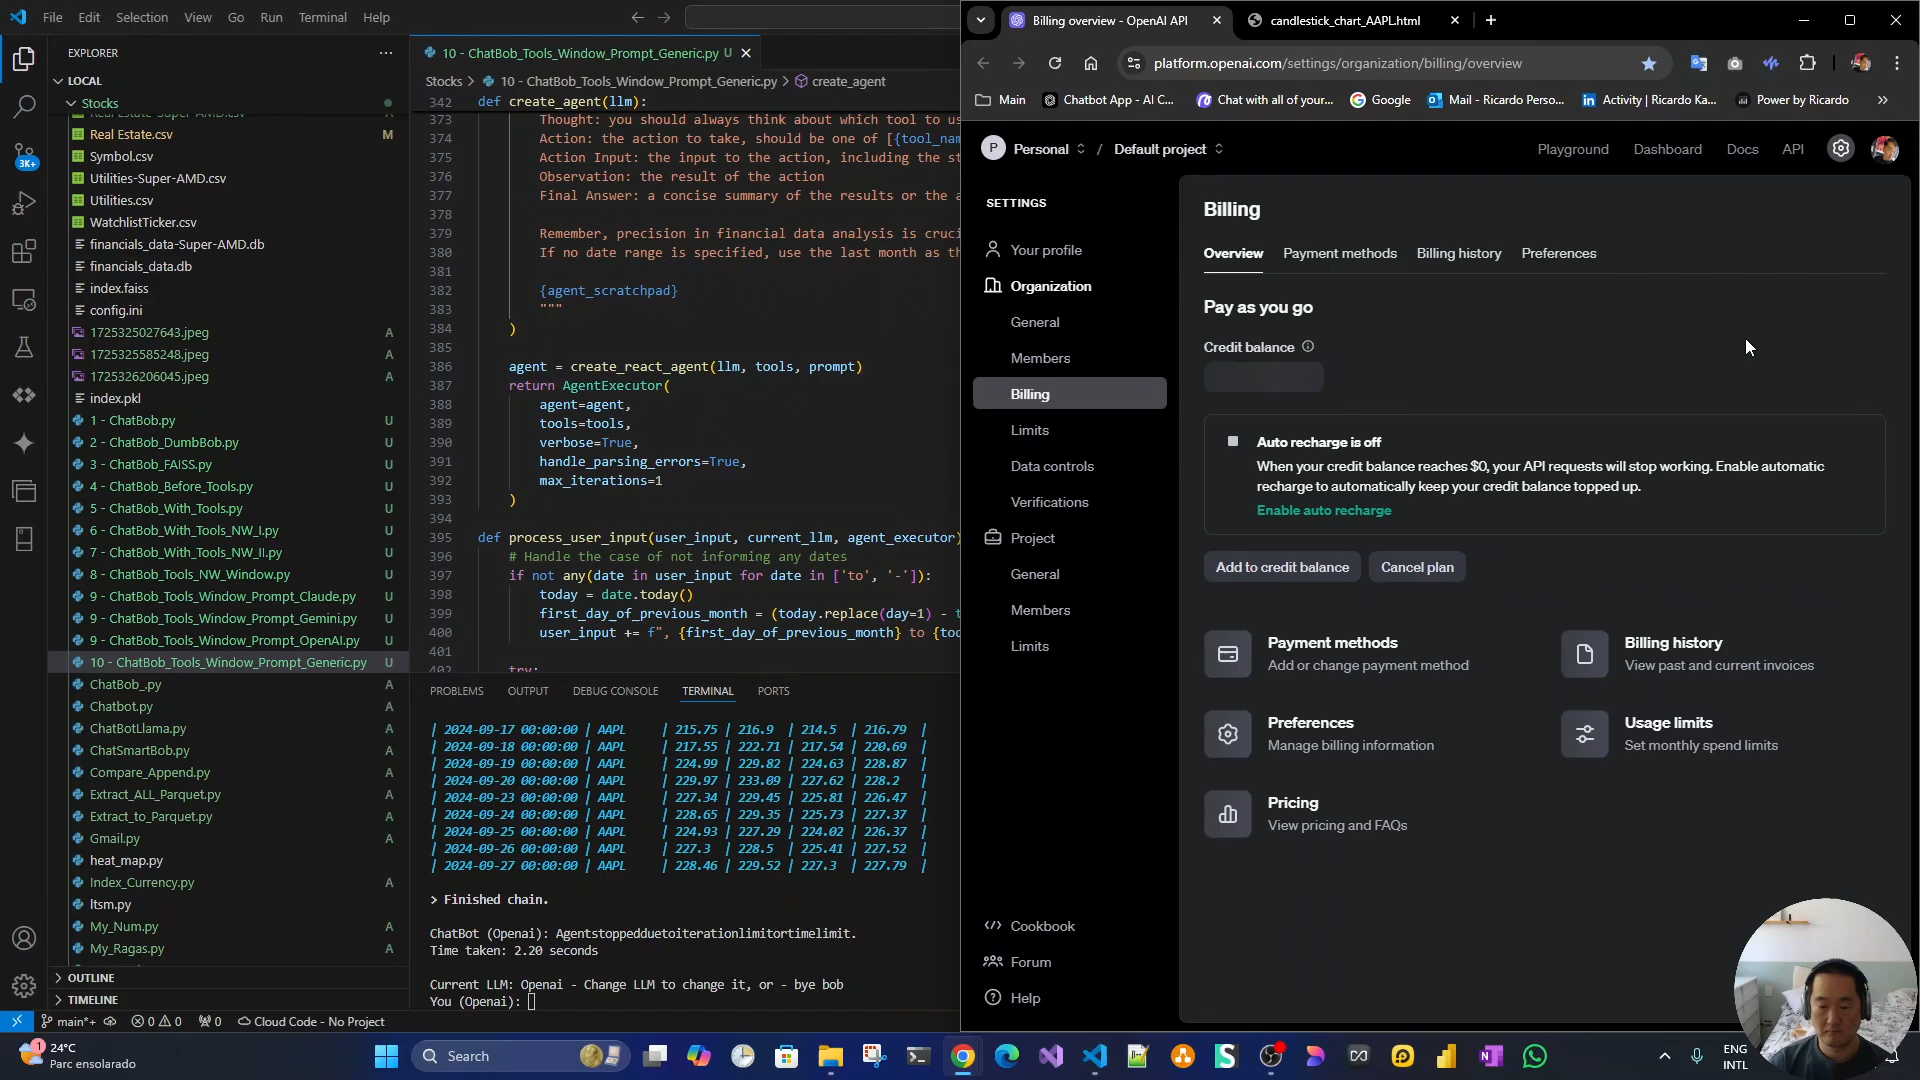 File Edit Selection View Go Run Terminal Help
EXPLORER
LOCAL
Stocks
Real Estate-Super-AMD.csv
Real Estate.csv M
Symbol.csv
Utilities-Super-AMD.csv
Utilities.csv
WatchlistTicker.csv
financials_data-Super-AMD.db
financials_data.db
index.faiss
config.ini
1725325027643.jpeg A
1725325585248.jpeg A
1725326206045.jpeg A
index.pkl
1 - ChatBob.py U
2 - ChatBob_DumbBob.py U
3 - ChatBob_FAISS.py U
4 - ChatBob_Before_Tools.py U
5 - ChatBob_With_Tools.py U
6 - ChatBob_With_Tools_NW_I.py U
7 - ChatBob_With_Tools_NW_II.py U
8 - ChatBob_Tools_NW_Window.py U
9 - ChatBob_Tools_Window_Prompt_Claude.py U
9 - ChatBob_Tools_Window_Prompt_Gemini.py U
9 - ChatBob_Tools_Window_Prompt_OpenAI.py U
10 - ChatBob_Tools_Window_Prompt_Generic.py U
ChatBob_.py A
Chatbot.py A
ChatBotLlama.py A
ChatSmartBob.py A
Compare_Append.py A
Extract_ALL_Parquet.py A
Extract_to_Parquet.py A
Gmail.py A
heat_map.py
Index_Currency.py A
ltsm.py
My_Num.py A
My_Ragas.py A
OUTLINE
TIMELINE
3K+
10 - ChatBob_Tools_Window_Prompt_Generic.py U
Stocks > 10 - ChatBob_Tools_Window_Prompt_Generic.py > create_agent
342 def create_agent(llm):
373 Thought: you should always think about which tool to us
374 Action: the action to take, should be one of [{tool_nam
375 Action Input: the input to the action, including the st
376 Observation: the result of the action
377 Final Answer: a concise summary of the results or the a
378
379 Remember, precision in financial data analysis is cruci
380 If no date range is specified, use the last month as th
381
382 {agent_scratchpad}
383 """
384 )
385
386 agent = create_react_agent(llm, tools, prompt)
387 return AgentExecutor(
388 agent=agent,
389 tools=tools,
390 verbose=True,
391 handle_parsing_errors=True,
392 max_iterations=1
393 )
394
395 def process_user_input(user_input, current_llm, agent_executor)
396 # Handle the case of not informing any dates
397 if not any(date in user_input for date in ['to', '-']):
398 today = date.today()
399 first_day_of_previous_month = (today.replace(day=1) - t
400 user_input += f", {first_day_of_previous_month} to {tod
401
402 try:
PROBLEMS OUTPUT DEBUG CONSOLE TERMINAL PORTS
| 2024-09-17 00:00:00 | AAPL | 215.75 | 216.9 | 214.5 | 216.79 |
| 2024-09-18 00:00:00 | AAPL | 217.55 | 222.71 | 217.54 | 220.69 |
| 2024-09-19 00:00:00 | AAPL | 224.99 | 229.82 | 224.63 | 228.87 |
| 2024-09-20 00:00:00 | AAPL | 229.97 | 233.09 | 227.62 | 228.2 |
| 2024-09-23 00:00:00 | AAPL | 227.34 | 229.45 | 225.81 | 226.47 |
| 2024-09-24 00:00:00 | AAPL | 228.65 | 229.35 | 225.73 | 227.37 |
| 2024-09-25 00:00:00 | AAPL | 224.93 | 227.29 | 224.02 | 226.37 |
| 2024-09-26 00:00:00 | AAPL | 227.3 | 228.5 | 225.41 | 227.52 |
| 2024-09-27 00:00:00 | AAPL | 228.46 | 229.52 | 227.3 | 227.79 |
> Finished chain.
ChatBot (Openai): Agentstoppedduetoiterationlimitortimelimit.
Time taken: 2.20 seconds
Current LLM: Openai - Change LLM to change it, or - bye bob
You (Openai):
main*+ 0 0 0 Cloud Code - No Project
Billing overview - OpenAI API
candlestick_chart_AAPL.html
platform.openai.com/settings/organization/billing/overview
Main Chatbot App - AI C... Chat with all of your... Google Mail - Ricardo Perso... Activity | Ricardo Ka... Power by Ricardo
P Personal / Default project
Playground Dashboard Docs API
SETTINGS
Your profile
Organization
General
Members
Billing
Limits
Data controls
Verifications
Project
General
Members
Limits
Cookbook
Forum
Help
Billing
Overview Payment methods Billing history Preferences
Pay as you go
Credit balance
Auto recharge is off
When your credit balance reaches $0, your API requests will stop working. Enable automatic
recharge to automatically keep your credit balance topped up.
Enable auto recharge
Add to credit balance Cancel plan
Payment methods
Add or change payment method
Billing history
View past and current invoices
Preferences
Manage billing information
Usage limits
Set monthly spend limits
Pricing
View pricing and FAQs
1
24°C
Parc ensolarado
Search
ENG
INTL